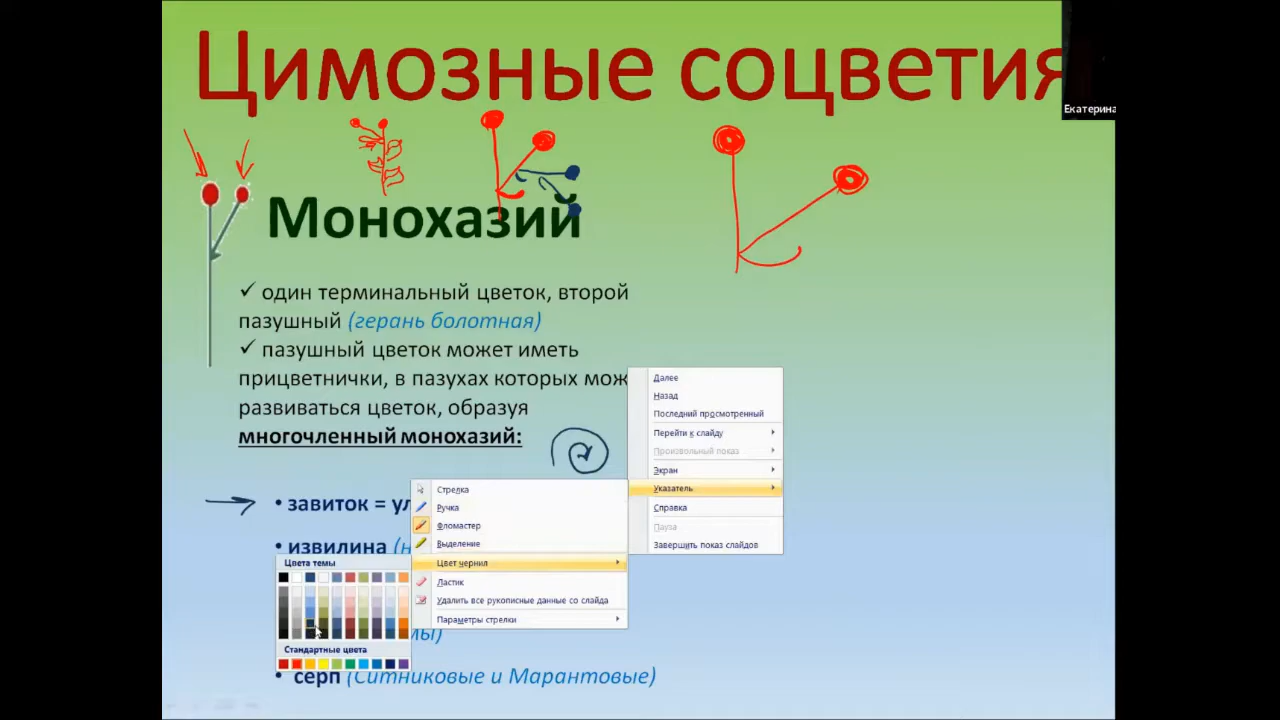 Цимозные соцветия
Екатерина
Монохазий
✓ один терминальный цветок, второй
пазушный (герань болотная)
✓ пазушный цветок может иметь
прицветнички, в пазухах которых мож
развиваться цветок, образуя
многочленный монохазий:
• завиток = ул
• извилина (н
мы)
• серп (Ситниковые и Марантовые)
Далее
Назад
Последний просмотренный
Перейти к слайду
Произвольный показ
Экран
Указатель
Справка
Пауза
Завершить показ слайдов
Стрелка
Ручка
Фломастер
Выделение
Цвет чернил
Ластик
Удалить все рукописные данные со слайда
Параметры стрелки
Цвета темы
Стандартные цвета